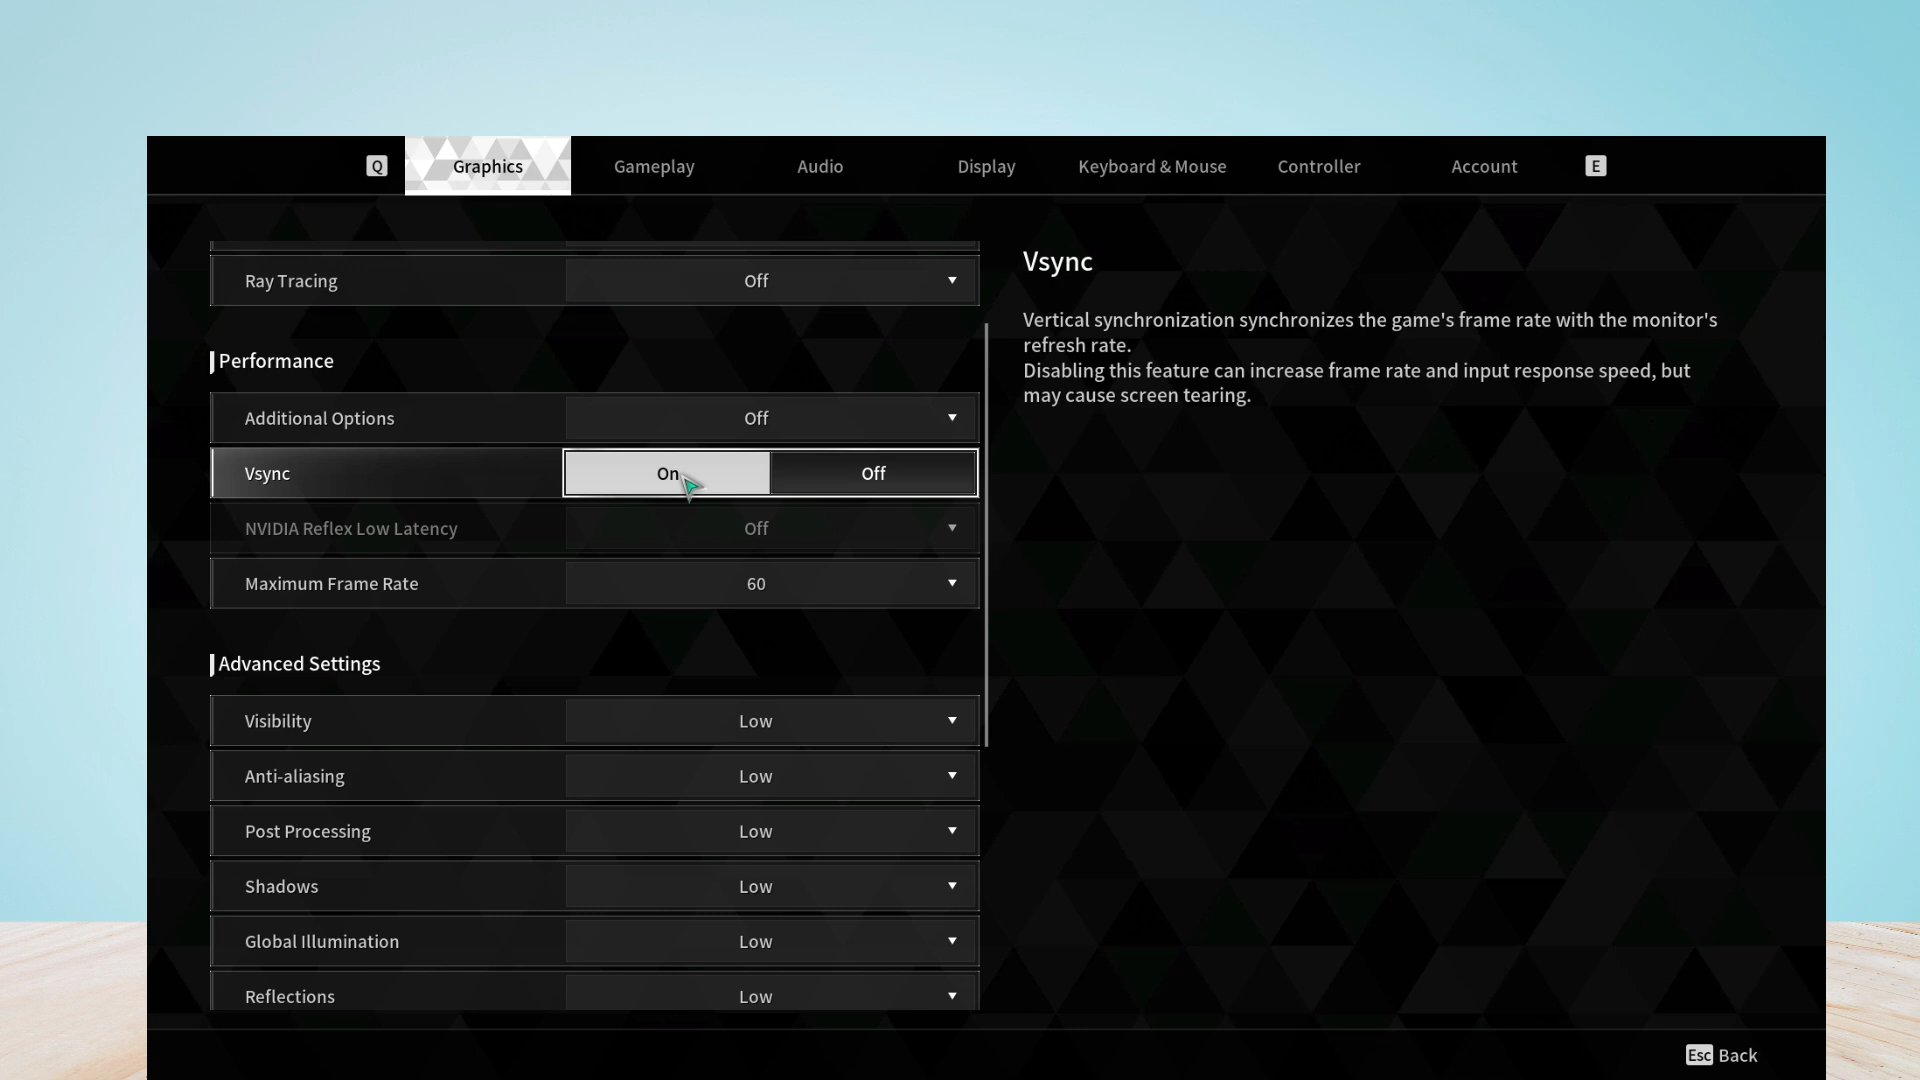 Q Graphics Gameplay Audio Display Keyboard & Mouse Controller Account E
Ray Tracing Off
Performance
Additional Options Off
Vsync On Off
NVIDIA Reflex Low Latency Off
Maximum Frame Rate 60
Advanced Settings
Visibility Low
Anti-aliasing Low
Post Processing Low
Shadows Low
Global Illumination Low
Reflections Low
Vsync
Vertical synchronization synchronizes the game's frame rate with the monitor's
refresh rate.
Disabling this feature can increase frame rate and input response speed, but
may cause screen tearing.
Esc Back